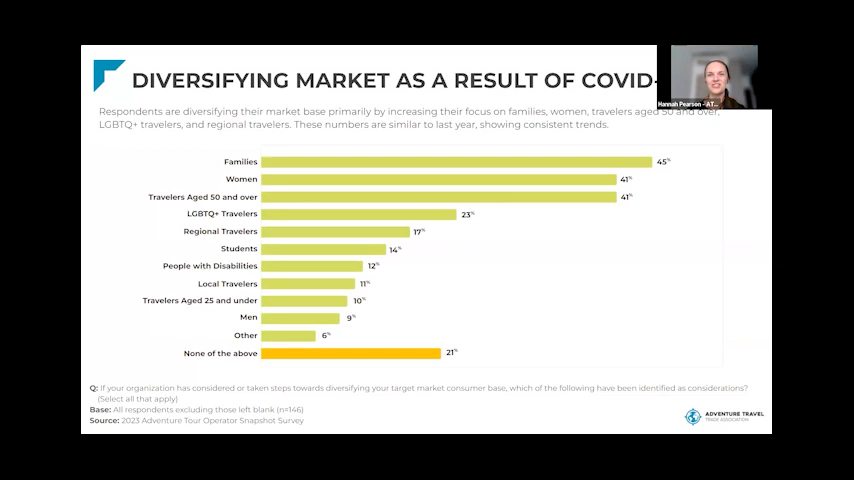 DIVERSIFYING MARKET AS A RESULT OF COVID-
Hannah Pearson - AT...
Respondents are diversifying their market base primarily by increasing their focus on families, women, travelers aged 50 and over,
LGBTQ+ travelers, and regional travelers. These numbers are similar to last year, showing consistent trends.
Families 45%
Women 41%
Travelers Aged 50 and over 41%
LGBTQ+ Travelers 23%
Regional Travelers 17%
Students 14%
People with Disabilities 12%
Local Travelers 11%
Travelers Aged 25 and under 10%
Men 9%
Other 6%
None of the above 21%
Q: If your organization has considered or taken steps towards diversifying your target market consumer base, which of the following have been identified as considerations?
(Select all that apply)
Base: All respondents excluding those left blank (n=146)
Source: 2023 Adventure Tour Operator Snapshot Survey
ADVENTURE TRAVEL
TRADE ASSOCIATION